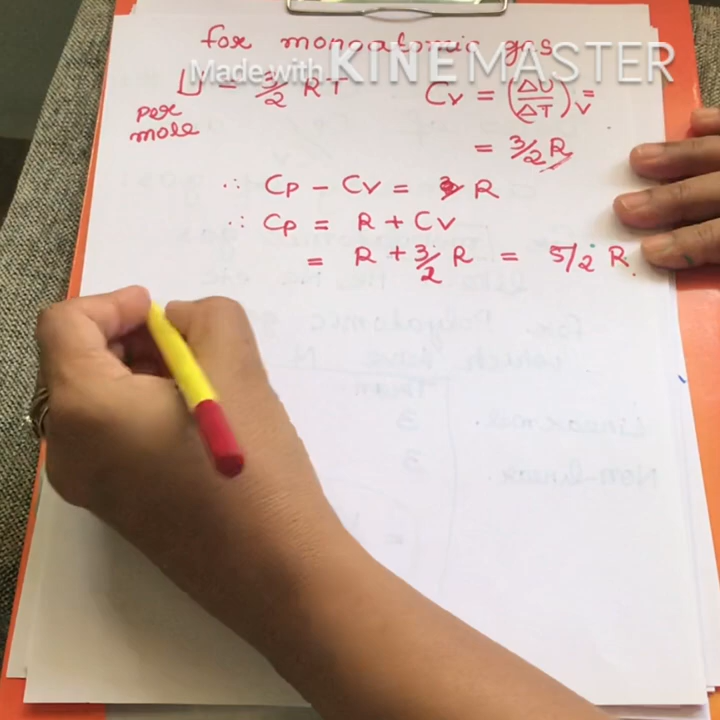 for monoatomic gas
Made with KINEMASTER
U = 3/2 RT
per mole
Cv = (ΔU/ΔT)v =
= 3/2 R
∴ Cp - Cv = R
∴ Cp = R + Cv
= R + 3/2 R = 5/2 R.